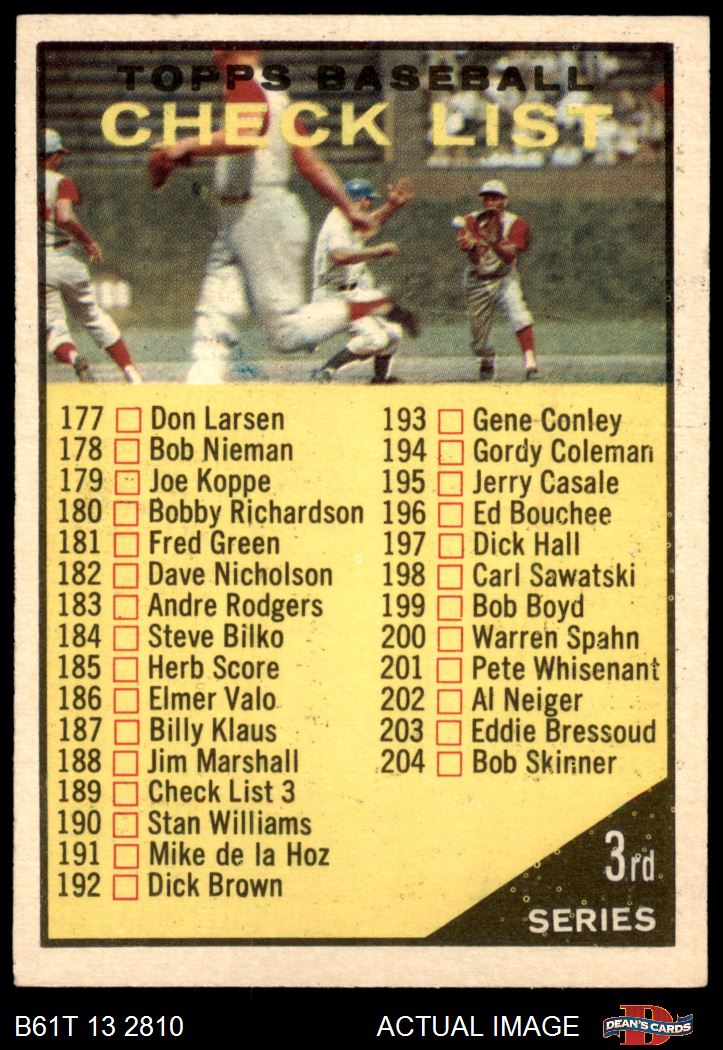 TOPPS BASEBALL
CHECK LIST
177 Don Larsen
178 Bob Nieman
179 Joe Koppe
180 Bobby Richardson
181 Fred Green
182 Dave Nicholson
183 Andre Rodgers
184 Steve Bilko
185 Herb Score
186 Elmer Valo
187 Billy Klaus
188 Jim Marshall
189 Check List 3
190 Stan Williams
191 Mike de la Hoz
192 Dick Brown
193 Gene Conley
194 Gordy Coleman
195 Jerry Casale
196 Ed Bouchee
197 Dick Hall
198 Carl Sawatski
199 Bob Boyd
200 Warren Spahn
201 Pete Whisenant
202 Al Neiger
203 Eddie Bressoud
204 Bob Skinner
3rd
SERIES
B61T 13 2810
ACTUAL IMAGE
DEAN'S CARDS